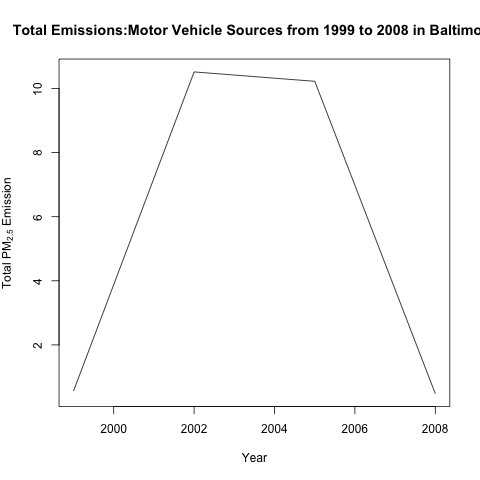 Total Emissions:Motor Vehicle Sources from 1999 to 2008 in Baltimo
Total PM2.5 Emission
10
8
6
4
2
2000 2002 2004 2006 2008
Year